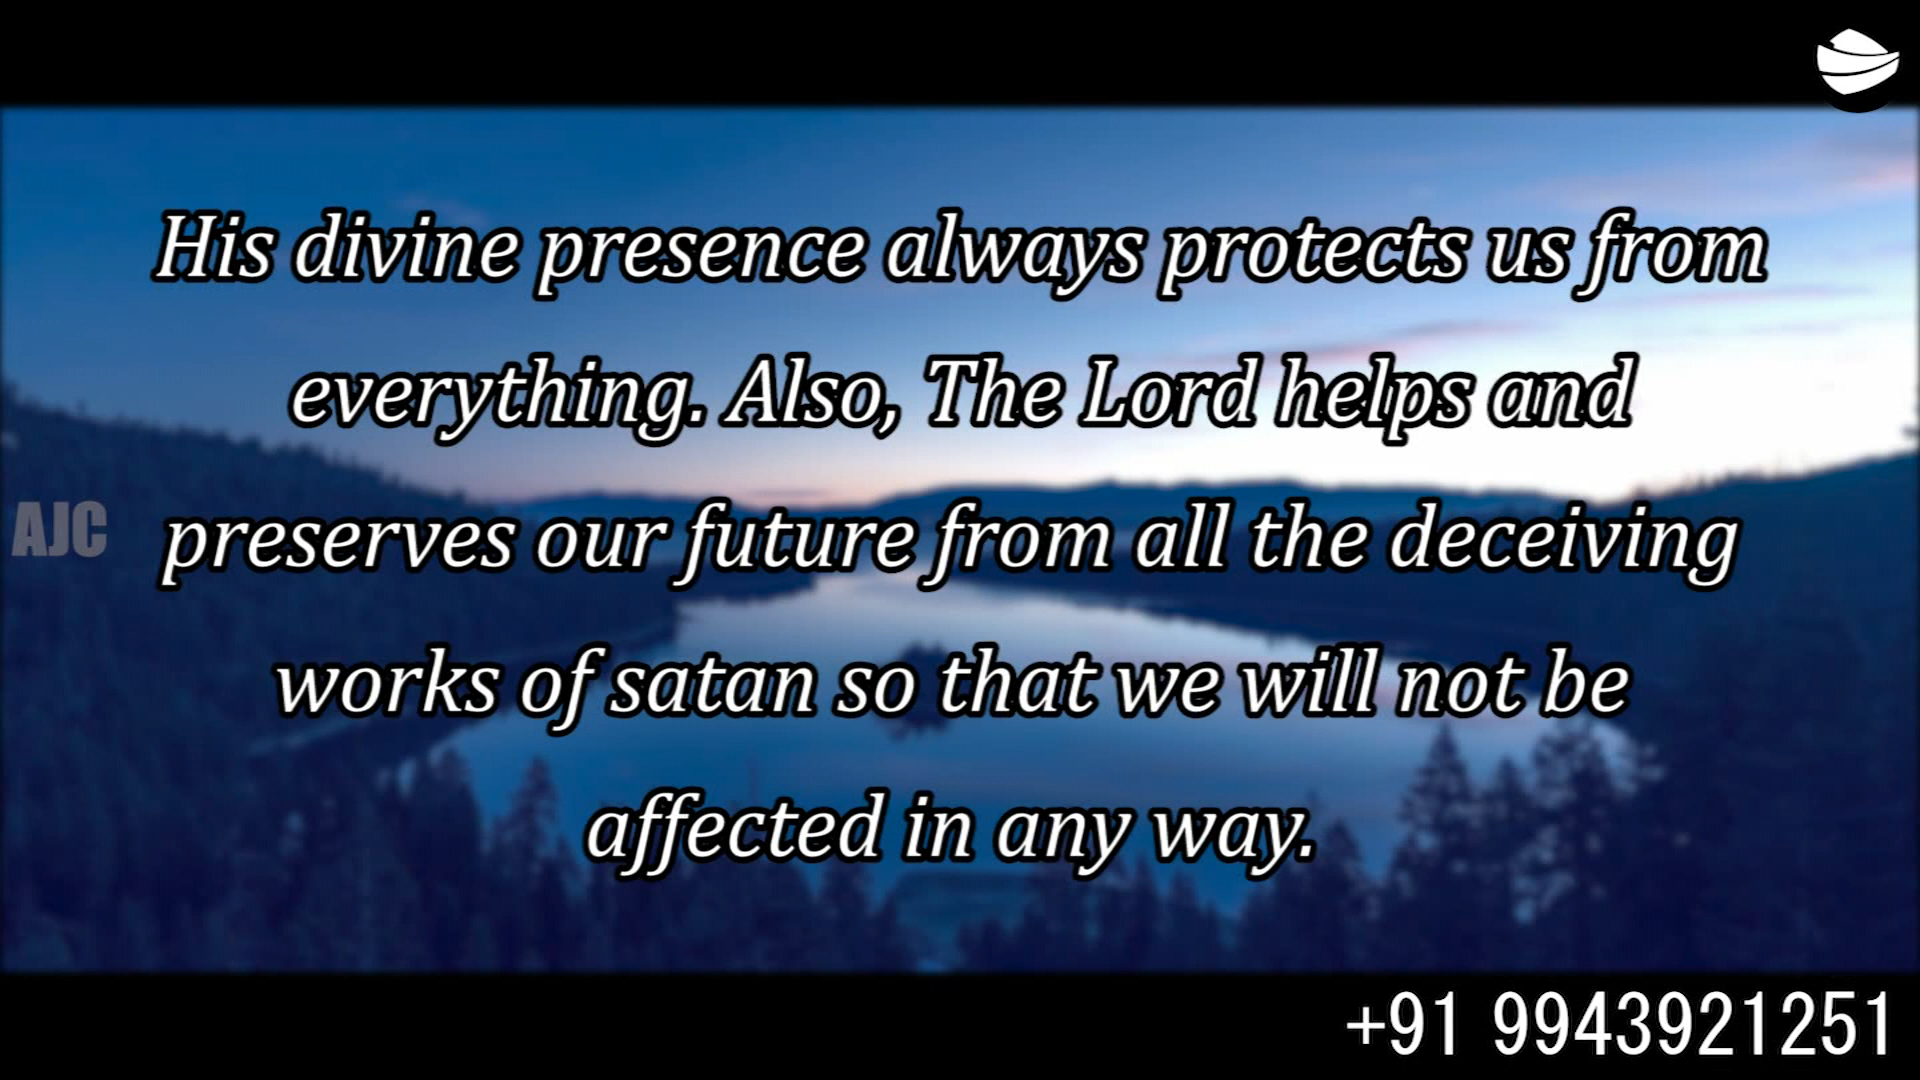 His divine presence always protects us from
everything. Also, The Lord helps and
AJC
preserves our future from all the deceiving
works of satan so that we will not be
affected in any way.
+91 9943921251